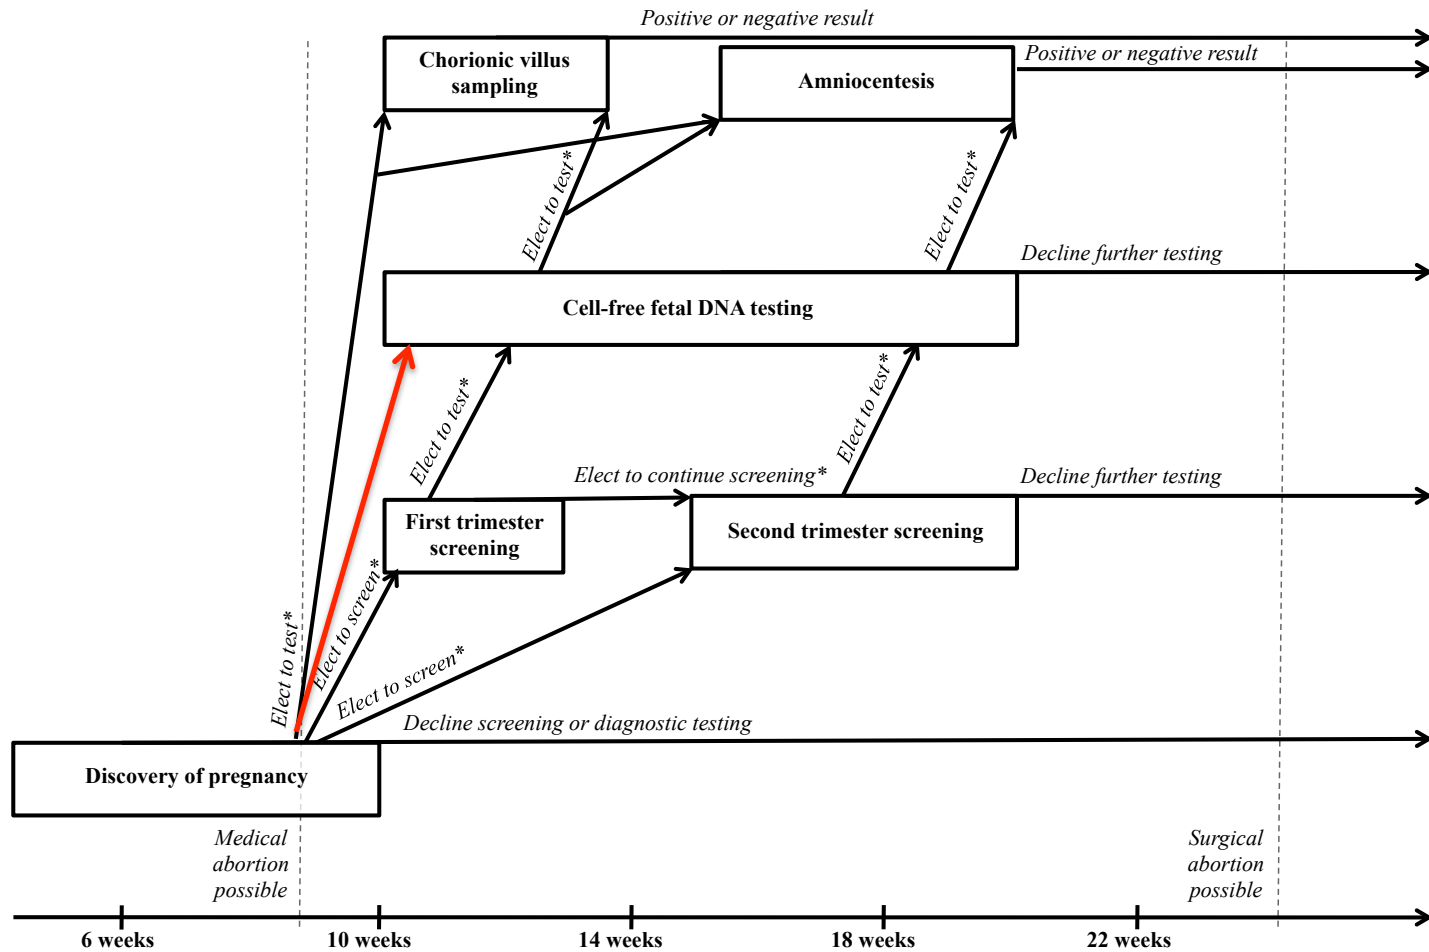 Positive or negative result
Chorionic villus
sampling
Amniocentesis
Positive or negative result
Elect to test*
Elect to test*
Decline further testing
Cell-free fetal DNA testing
Elect to test*
Elect to test*
Elect to continue screening*
Decline further testing
First trimester
screening
Second trimester screening
Elect to test*
Elect to screen*
Elect to screen*
Decline screening or diagnostic testing
Discovery of pregnancy
Medical
abortion
possible
Surgical
abortion
possible
6 weeks
10 weeks
14 weeks
18 weeks
22 weeks